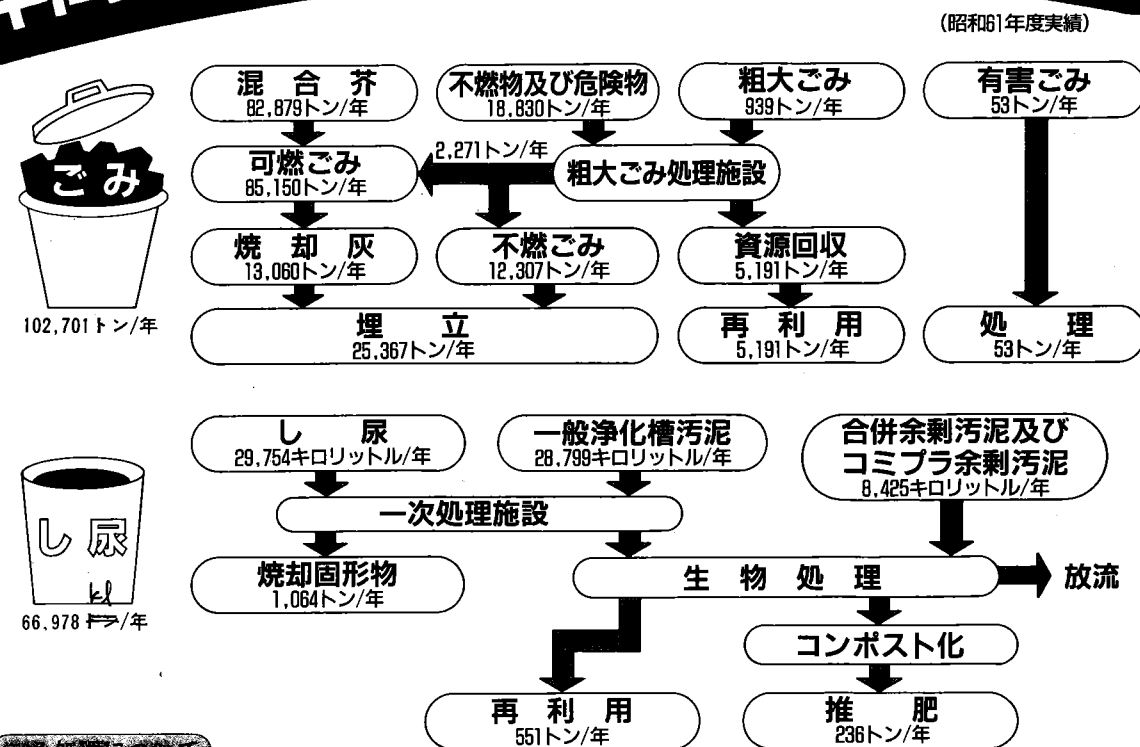 (昭和61年度実績)
ごみ
102,701トン/年
混合芥
82,879トン/年
不燃物及び危険物
18,830トン/年
粗大ごみ
939トン/年
有害ごみ
53トン/年
可燃ごみ
85,150トン/年
2,271トン/年
粗大ごみ処理施設
焼却灰
13,060トン/年
不燃ごみ
12,307トン/年
資源回収
5,191トン/年
埋立
25,367トン/年
再利用
5,191トン/年
処理
53トン/年
し尿
kl
66,978トン/年
し尿
29,754キロリットル/年
一般浄化槽汚泥
28,799キロリットル/年
合併余剰汚泥及び
コミプラ余剰汚泥
8,425キロリットル/年
一次処理施設
焼却固形物
1,064トン/年
生物処理
放流
コンポスト化
再利用
551トン/年
推肥
236トン/年